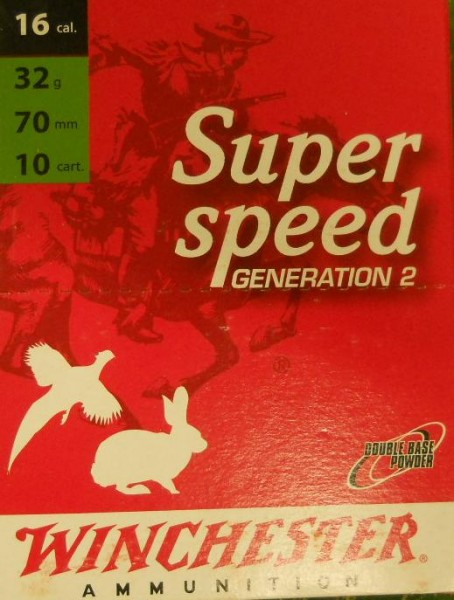 16 cal.
32 g
70 mm
10 cart.
Super
speed
GENERATION 2
®
DOUBLE BASE
POWDER
WINCHESTER®
AMMUNITION